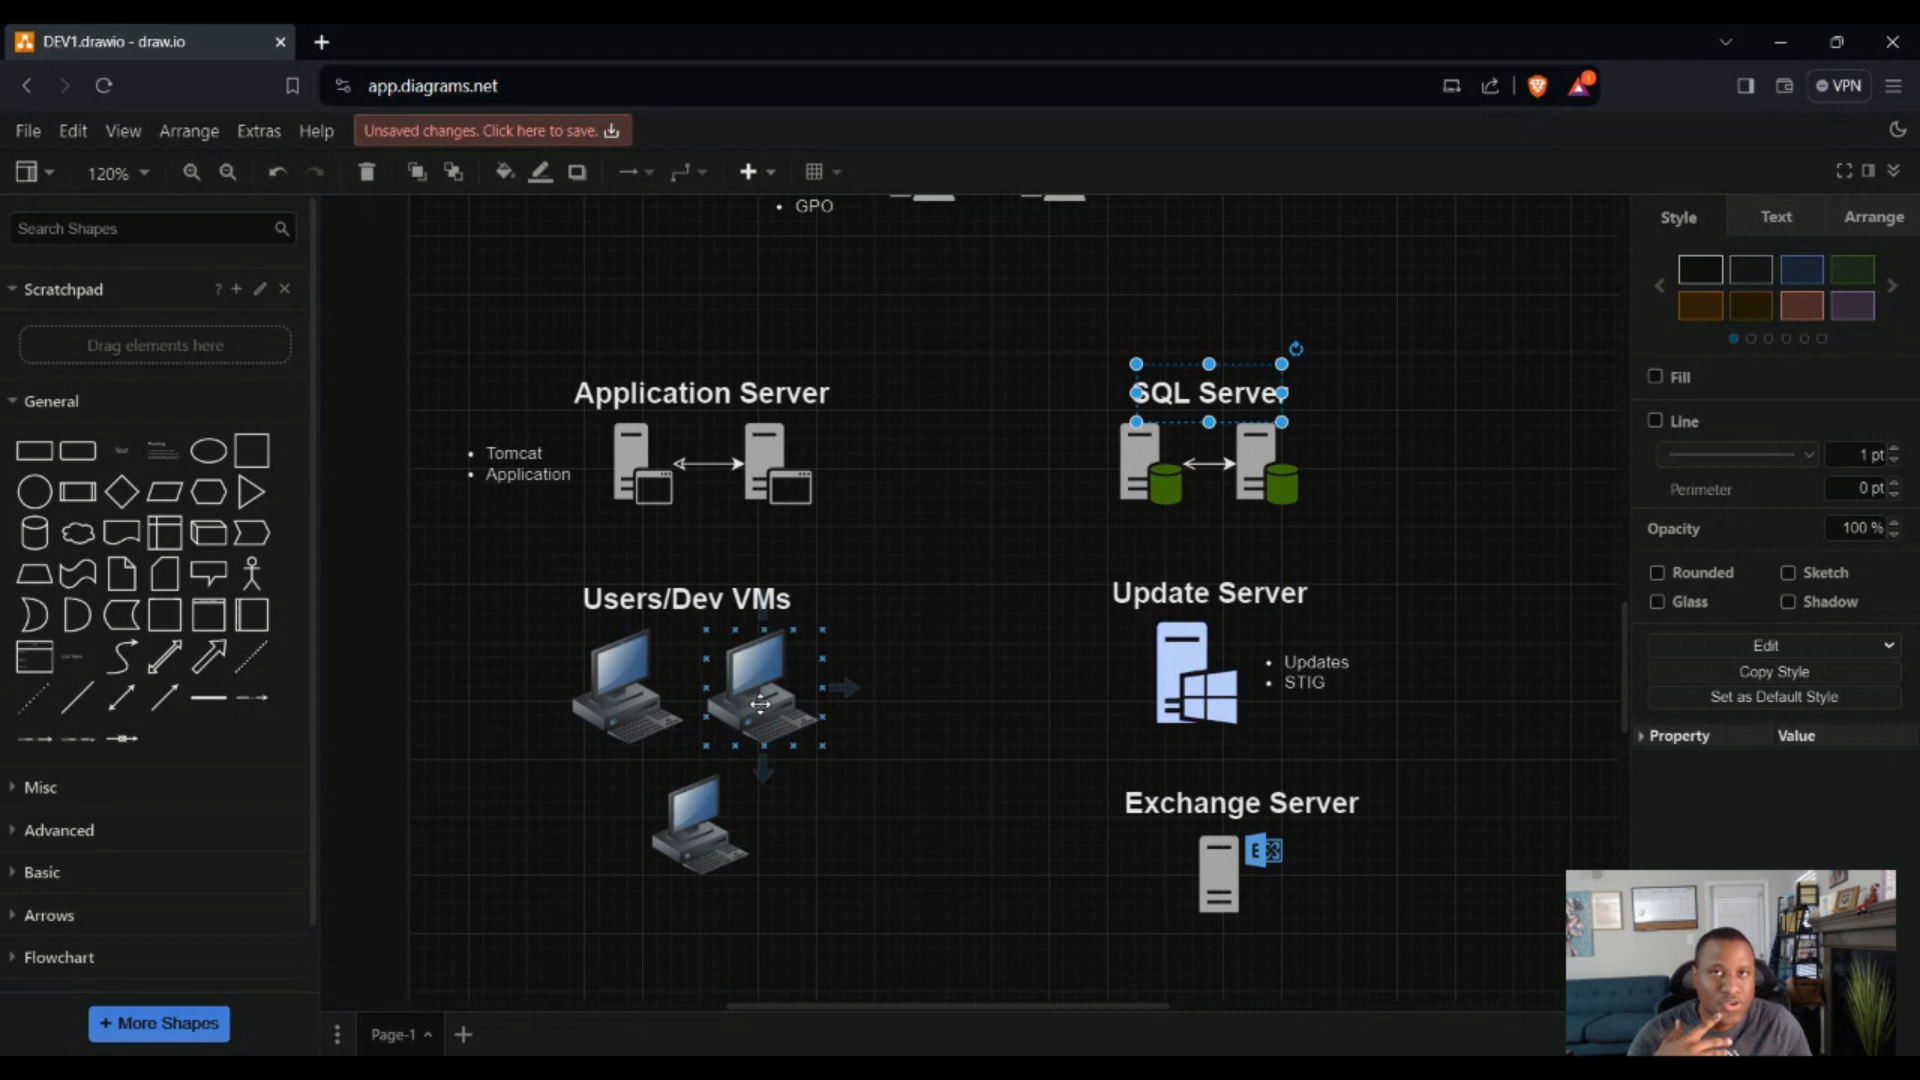 DEV1.drawio - draw.io
app.diagrams.net
VPN
File Edit View Arrange Extras Help
Unsaved changes. Click here to save.
120%
Search Shapes
Scratchpad
?
Drag elements here
General
Text
Misc
Advanced
Basic
Arrows
Flowchart
+ More Shapes
• GPO
Application Server
• Tomcat
• Application
SQL Server
Users/Dev VMs
Update Server
• Updates
• STIG
Exchange Server
E
Page-1
Style Text Arrange
Fill
Line
1 pt
Perimeter
0 pt
Opacity
100 %
Rounded
Sketch
Glass
Shadow
Edit
Copy Style
Set as Default Style
Property Value